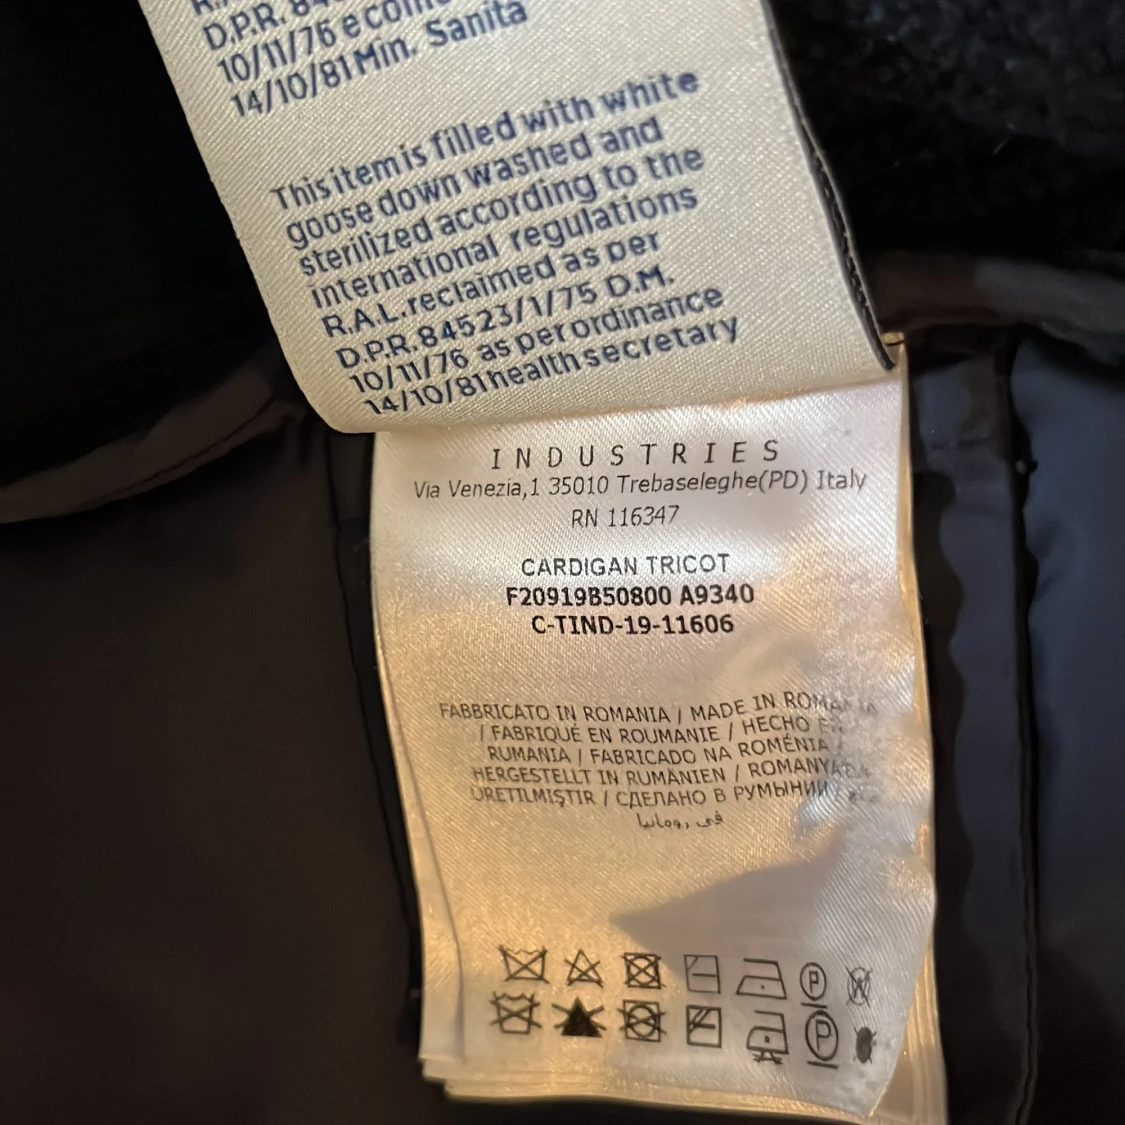 D.P.R.
10/11/76 e come
14/10/81 Min. Sanita
This item is filled with white
goose down washed and
sterilized according to the
international regulations
R.A.L. reclaimed as per
D.P.R. 84523/1/75 D.M.
10/11/76 as per ordinance
14/10/81 health secretary
INDUSTRIES
Via Venezia,1 35010 Trebaseleghe(PD) Italy
RN 116347
CARDIGAN TRICOT
F20919B50800 A9340
C-TIND-19-11606
FABBRICATO IN ROMANIA / MADE IN ROMANIA
/ FABRIQUÉ EN ROUMANIE / HECHO EN
RUMANIA / FABRICADO NA ROMÉNIA
HERGESTELLT IN RUMÄNIEN / ROMANYA'DA
ÜRETILMIŞTIR / СДЕЛАНО В РУМЫНИИ /
في رومانيا
P
W
P